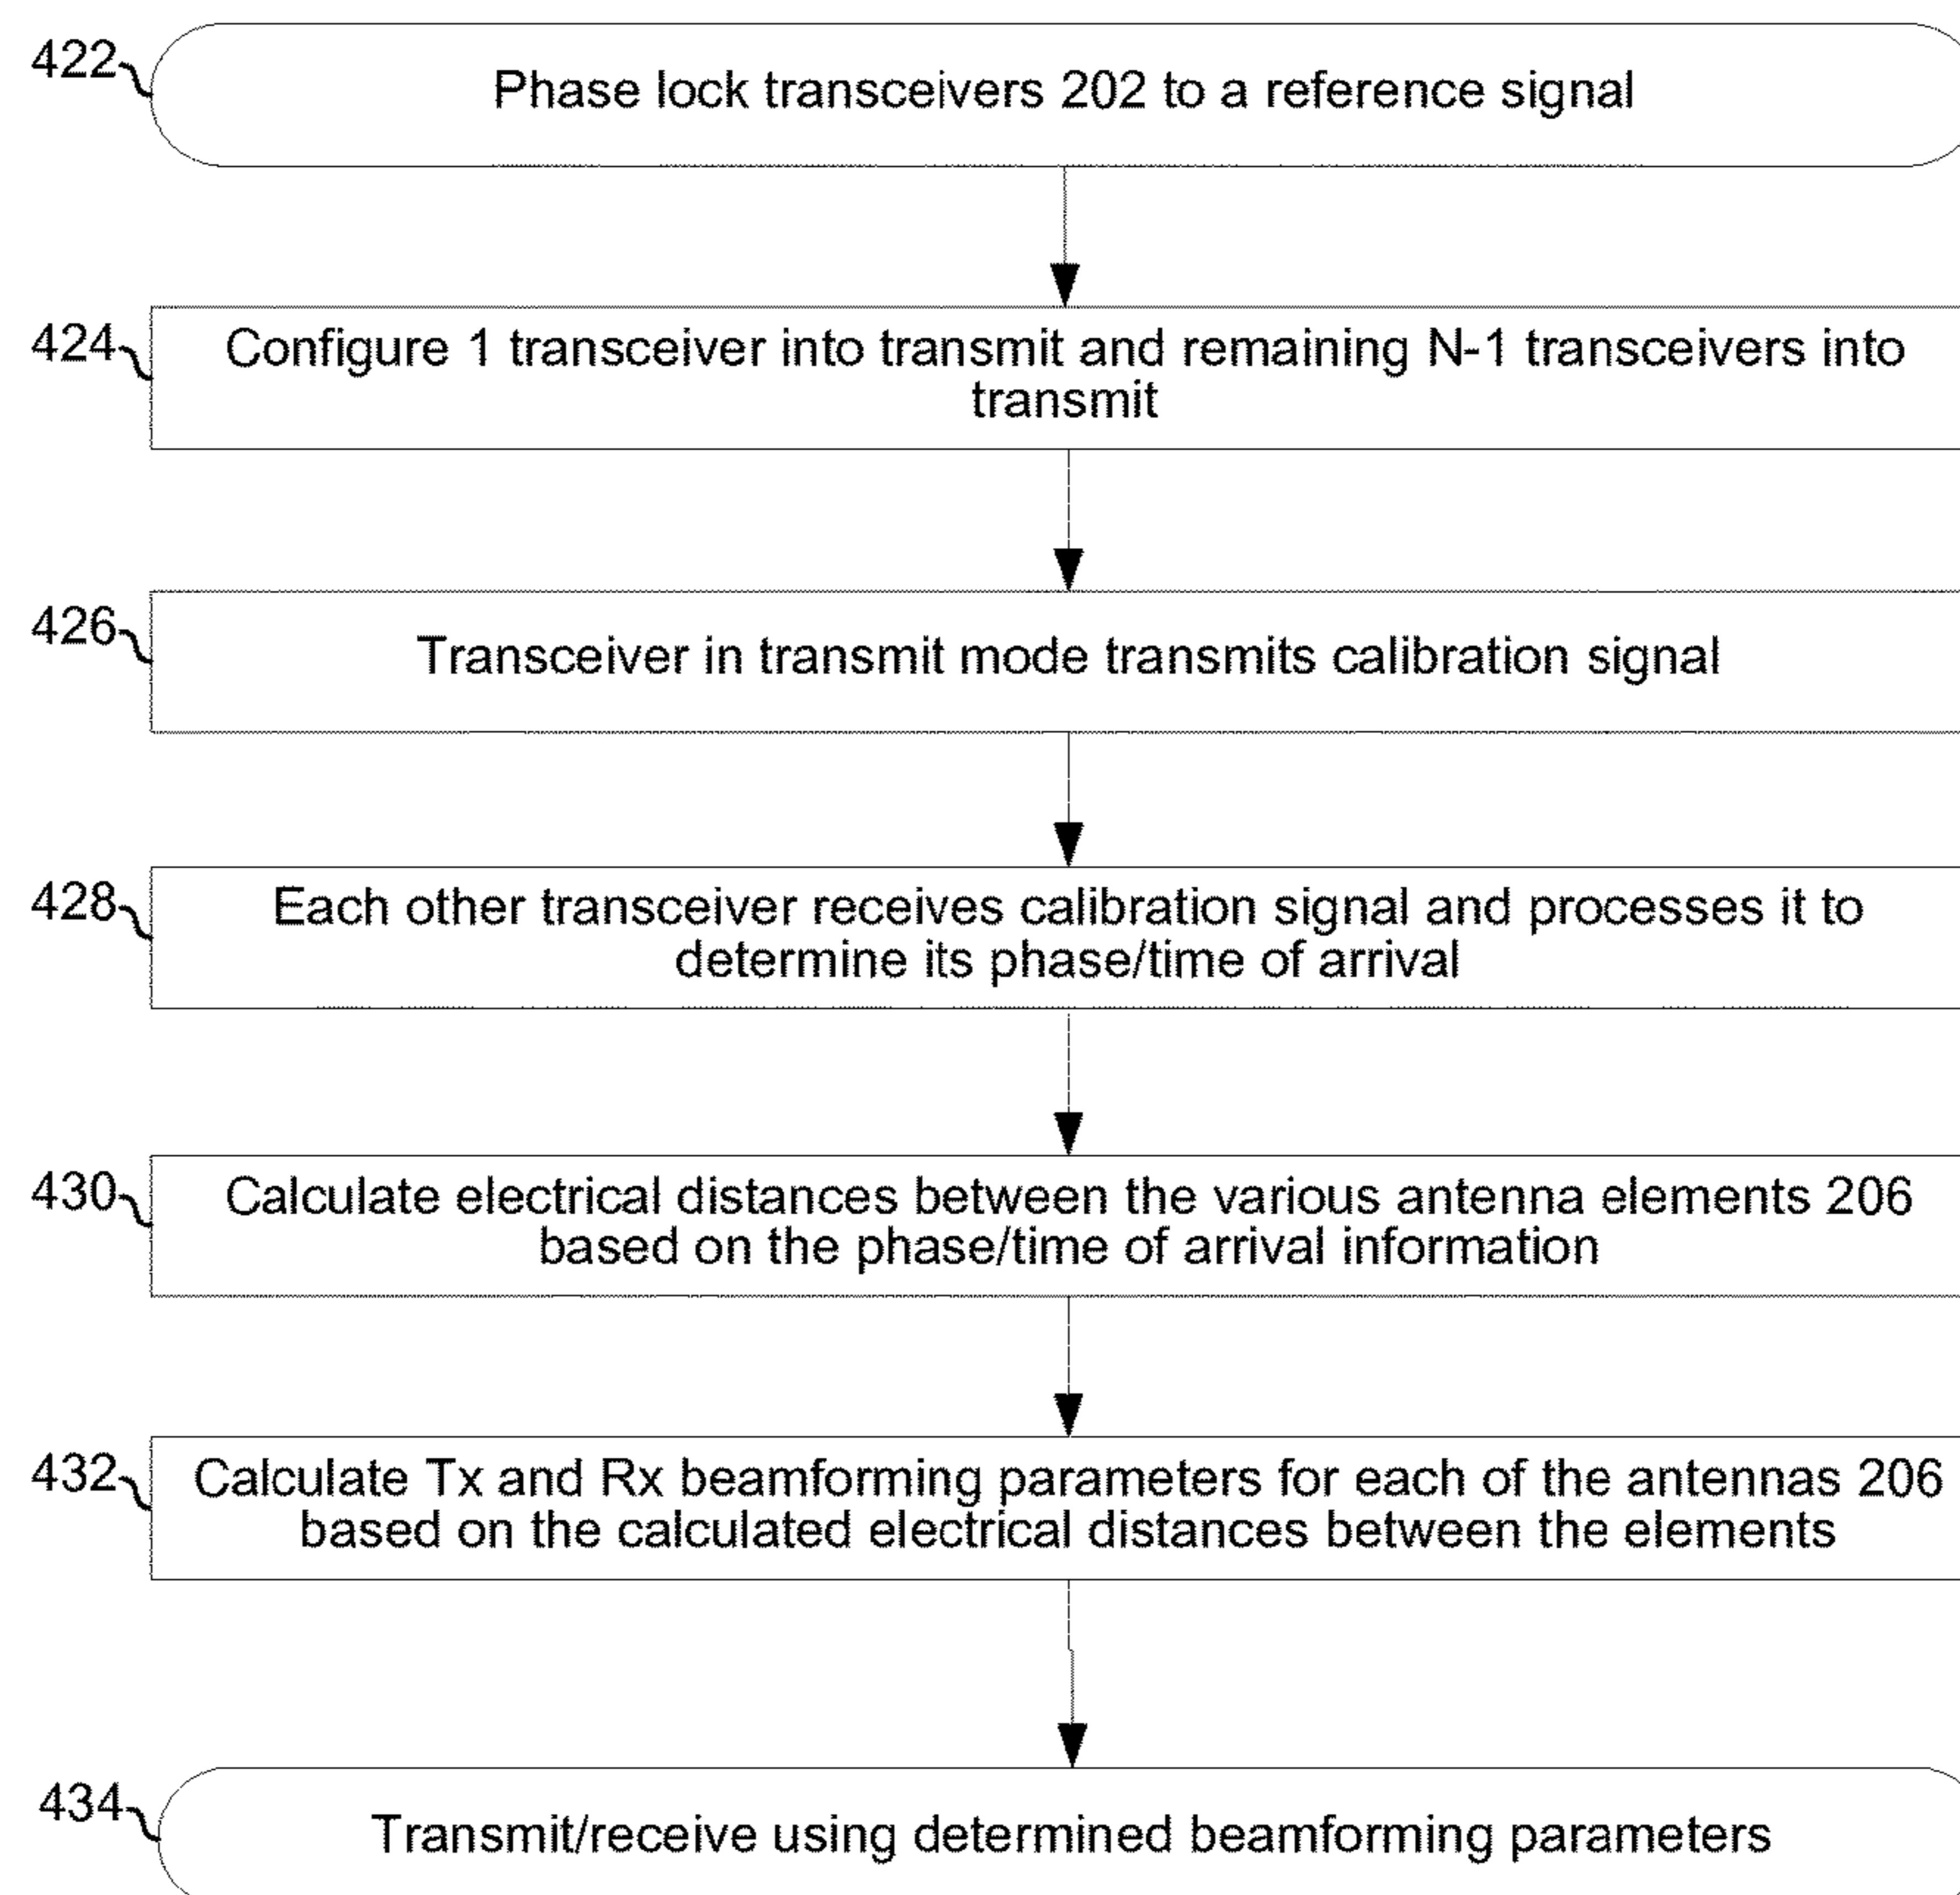 422
Phase lock transceivers 202 to a reference signal
424
Configure 1 transceiver into transmit and remaining N-1 transceivers into
transmit
426
Transceiver in transmit mode transmits calibration signal
428
Each other transceiver receives calibration signal and processes it to
determine its phase/time of arrival
430
Calculate electrical distances between the various antenna elements 206
based on the phase/time of arrival information
432
Calculate Tx and Rx beamforming parameters for each of the antennas 206
based on the calculated electrical distances between the elements
434
Transmit/receive using determined beamforming parameters